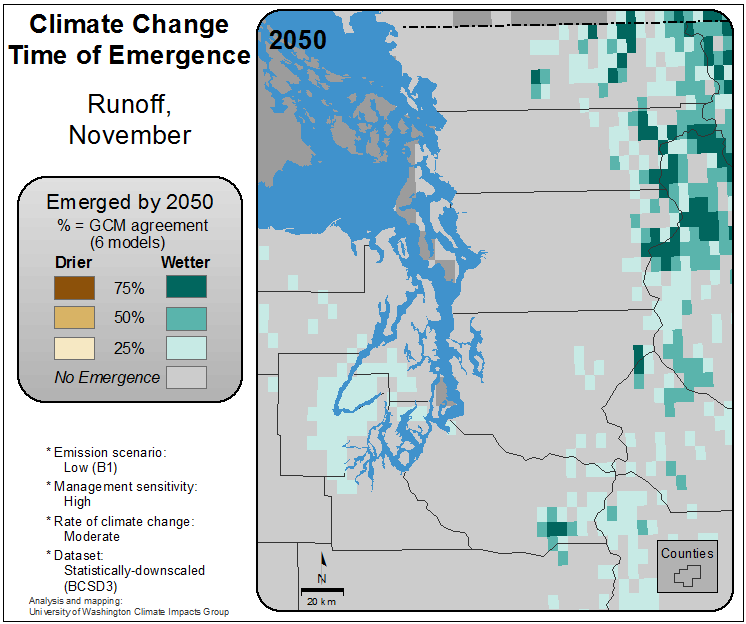 Climate Change
Time of Emergence
Runoff,
November
Emerged by 2050
% = GCM agreement
(6 models)
Drier Wetter
75%
50%
25%
No Emergence
* Emission scenario:
Low (B1)
* Management sensitivity:
High
* Rate of climate change:
Moderate
* Dataset:
Statistically-downscaled
(BCSD3)
Analysis and mapping:
University of Washington Climate Impacts Group
2050
N
20 km
Counties